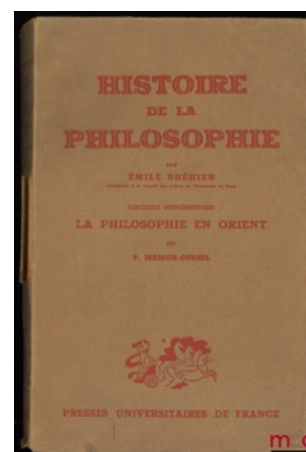 HISTOIRE
DE LA
PHILOSOPHIE
PAR
ÉMILE BRÉHIER
FASCICULE SUPPLÉMENTAIRE
LA PHILOSOPHIE EN ORIENT
PAR
P. MASSON-OURSEL
PRESSES UNIVERSITAIRES DE FRANCE